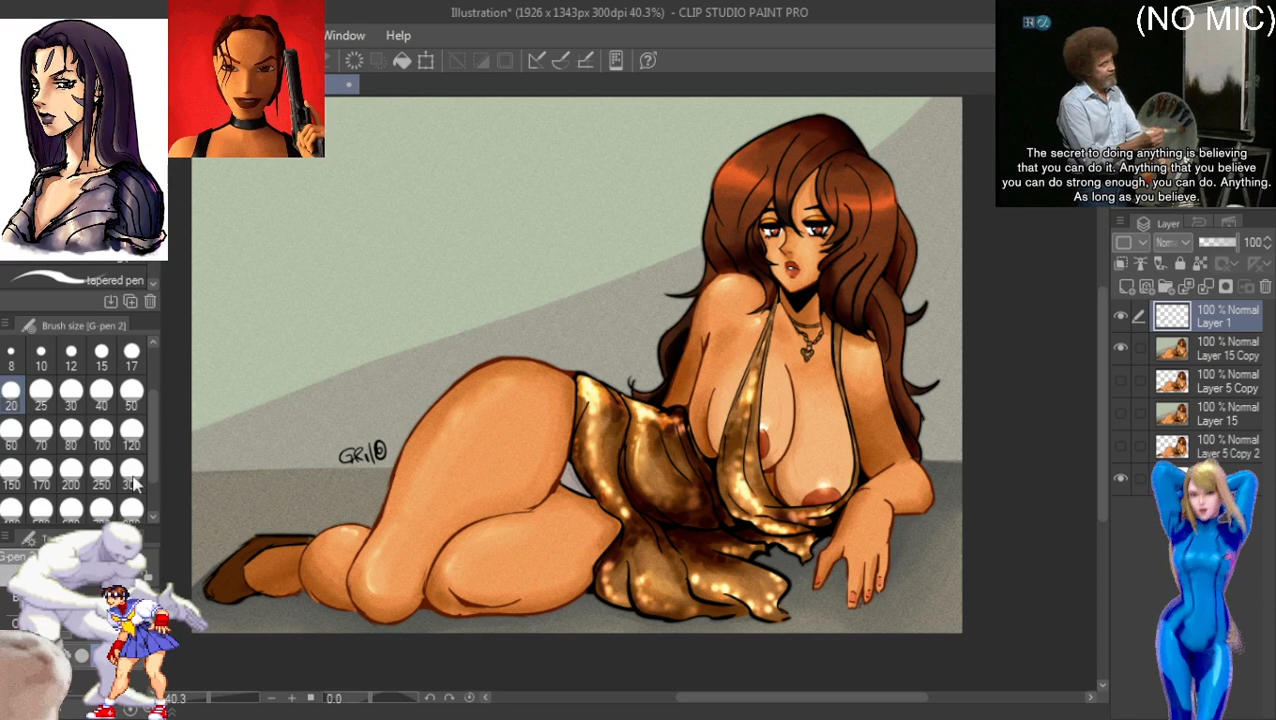 Illustration* (1926 x 1343px 300dpi 40.3%) - CLIP STUDIO PAINT PRO
(NO MIC)
Window Help
The secret to doing anything is believing
that you can do it. Anything that you believe
you can do strong enough, you can do. Anything.
As long as you believe.
tapered pen
Brush size [G-pen 2]
8 10 12 15 17
20 25 30 40 50
60 70 80 100 120
150 170 200 250
Layer
100
100 % Normal
Layer 1
100 % Normal
Layer 15 Copy
100 % Normal
Layer 5 Copy
100 % Normal
Layer 15
100 % Normal
Layer 5 Copy 2
G-pen 2
40.3
0.0